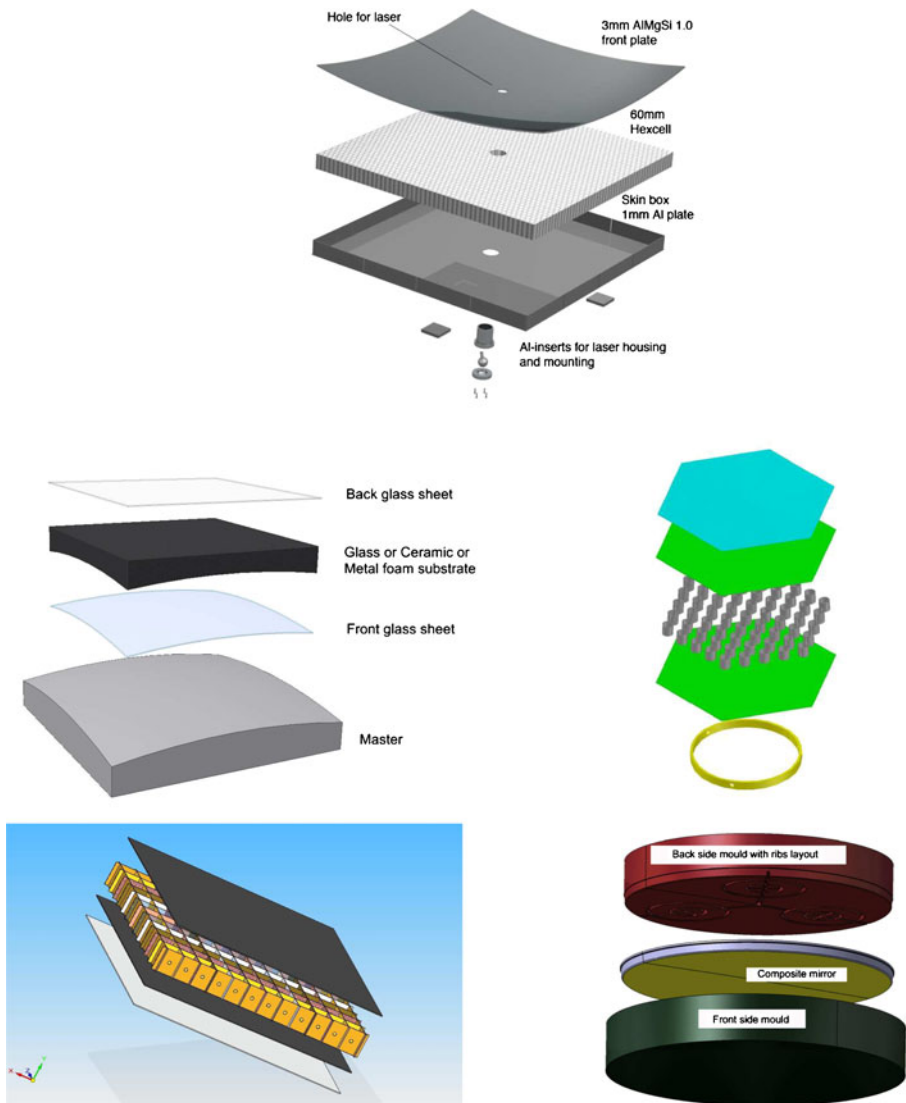 Hole for laser
3mm AlMgSi 1.0
front plate
60mm
Hexcell
Skin box
1mm Al plate
Al-inserts for laser housing
and mounting
Back glass sheet
Glass or Ceramic or
Metal foam substrate
Front glass sheet
Master
Back side mould with ribs layout
Composite mirror
Front side mould
X
Z
Y